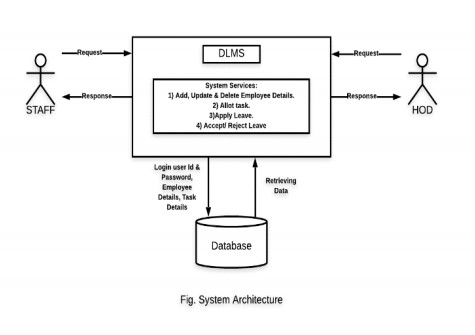 DLMS
Request
Request
System Services:
1) Add, Update & Delete Employee Details.
2) Allot task.
3)Apply Leave.
4) Accept/ Reject Leave
Response
Response
STAFF
HOD
Login user Id &
Password,
Employee
Details, Task
Details
Retrieving
Data
Database
Fig. System Architecture